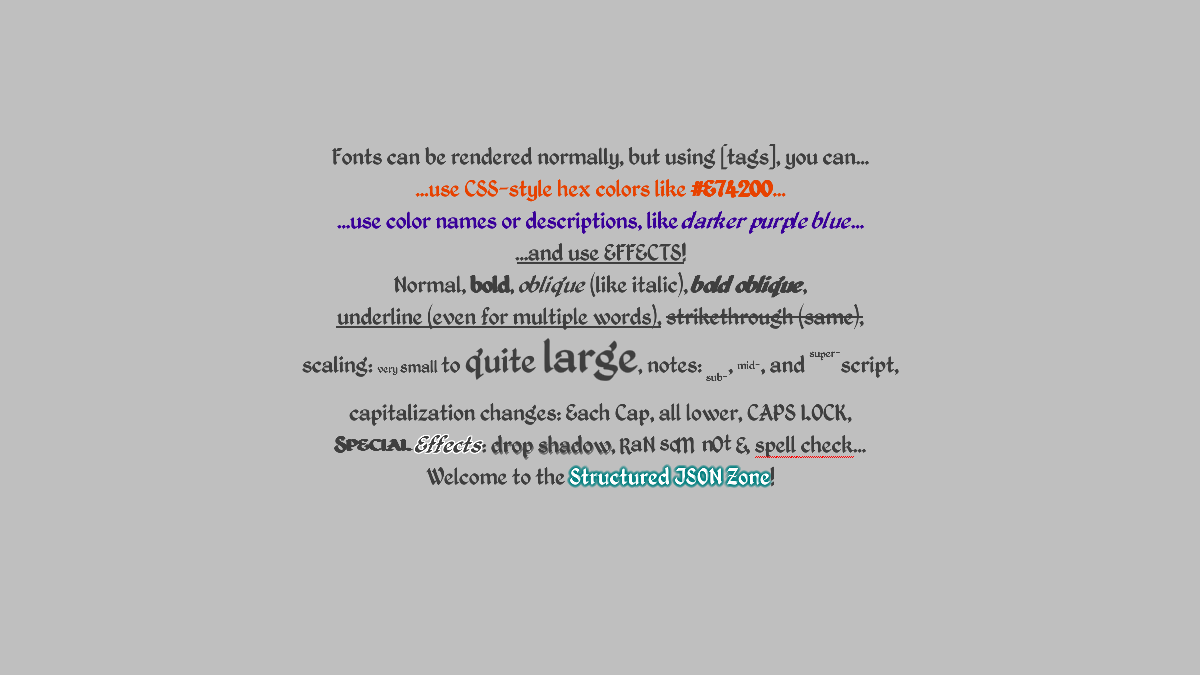 Fonts can be rendered normally, but using [tags], you can...
...use CSS-style hex colors like #E74200...
...use color names or descriptions, like darker purple blue...
...and use EFFECTS!
Normal, bold, oblique (like italic), bold oblique,
underline (even for multiple words), strikethrough (same),
scaling: very small to quite large, notes: sub-, mid-, and super-script,
capitalization changes: Each Cap, all lower, CAPS LOCK,
SPECIAL Effects: drop shadow, RaN soM nOt &, spell check...
Welcome to the Structured JSON Zone!